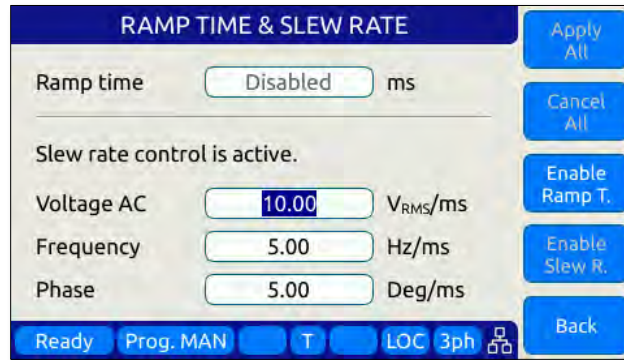 RAMP TIME & SLEW RATE
Ramp time Disabled ms
Slew rate control is active.
Voltage AC 10.00 VRMS/ms
Frequency 5.00 Hz/ms
Phase 5.00 Deg/ms
Ready Prog. MAN T LOC 3ph
Apply
All
Cancel
All
Enable
Ramp T.
Enable
Slew R.
Back